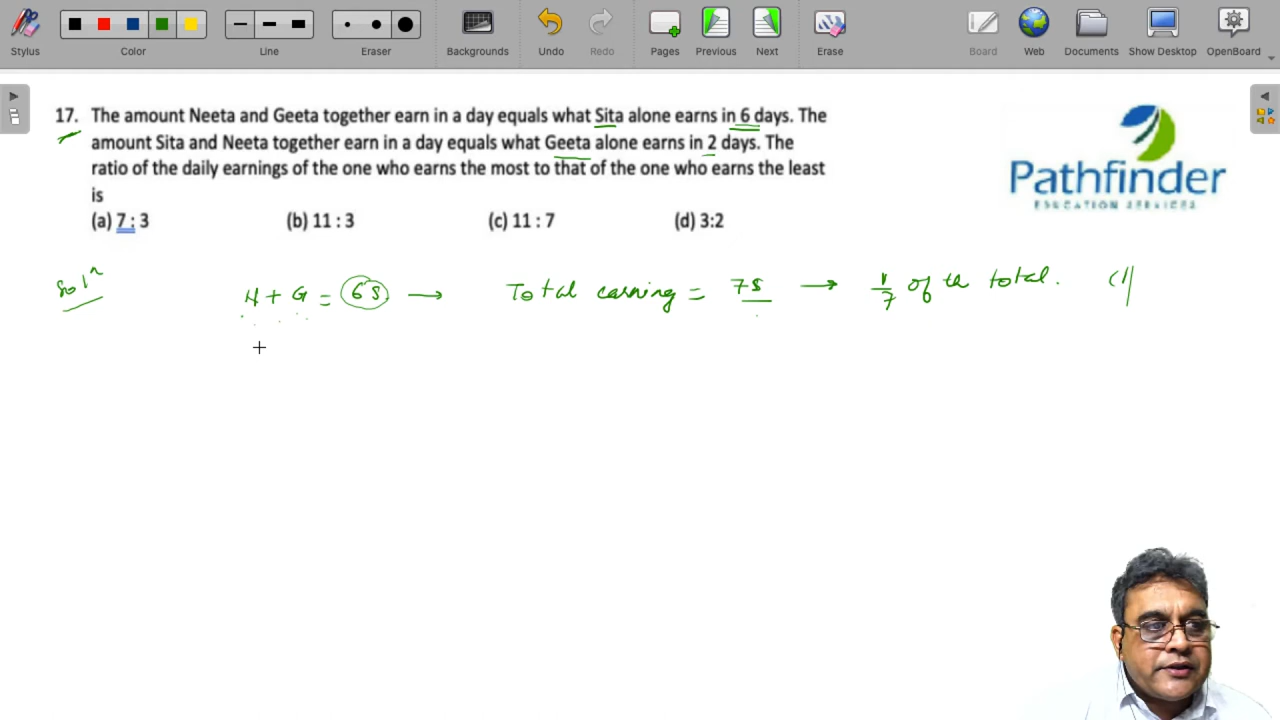 Stylus Color Line Eraser Backgrounds Undo Redo Pages Previous Next Erase Board Web Documents Show Desktop OpenBoard
17. The amount Neeta and Geeta together earn in a day equals what Sita alone earns in 6 days. The
amount Sita and Neeta together earn in a day equals what Geeta alone earns in 2 days. The
ratio of the daily earnings of the one who earns the most to that of the one who earns the least
is
(a) 7 : 3 (b) 11 : 3 (c) 11 : 7 (d) 3:2
Pathfinder
EDUCATION SERVICES
Solⁿ N + G = 6S → Total earning = 7S → 1/7 of the total. (1)